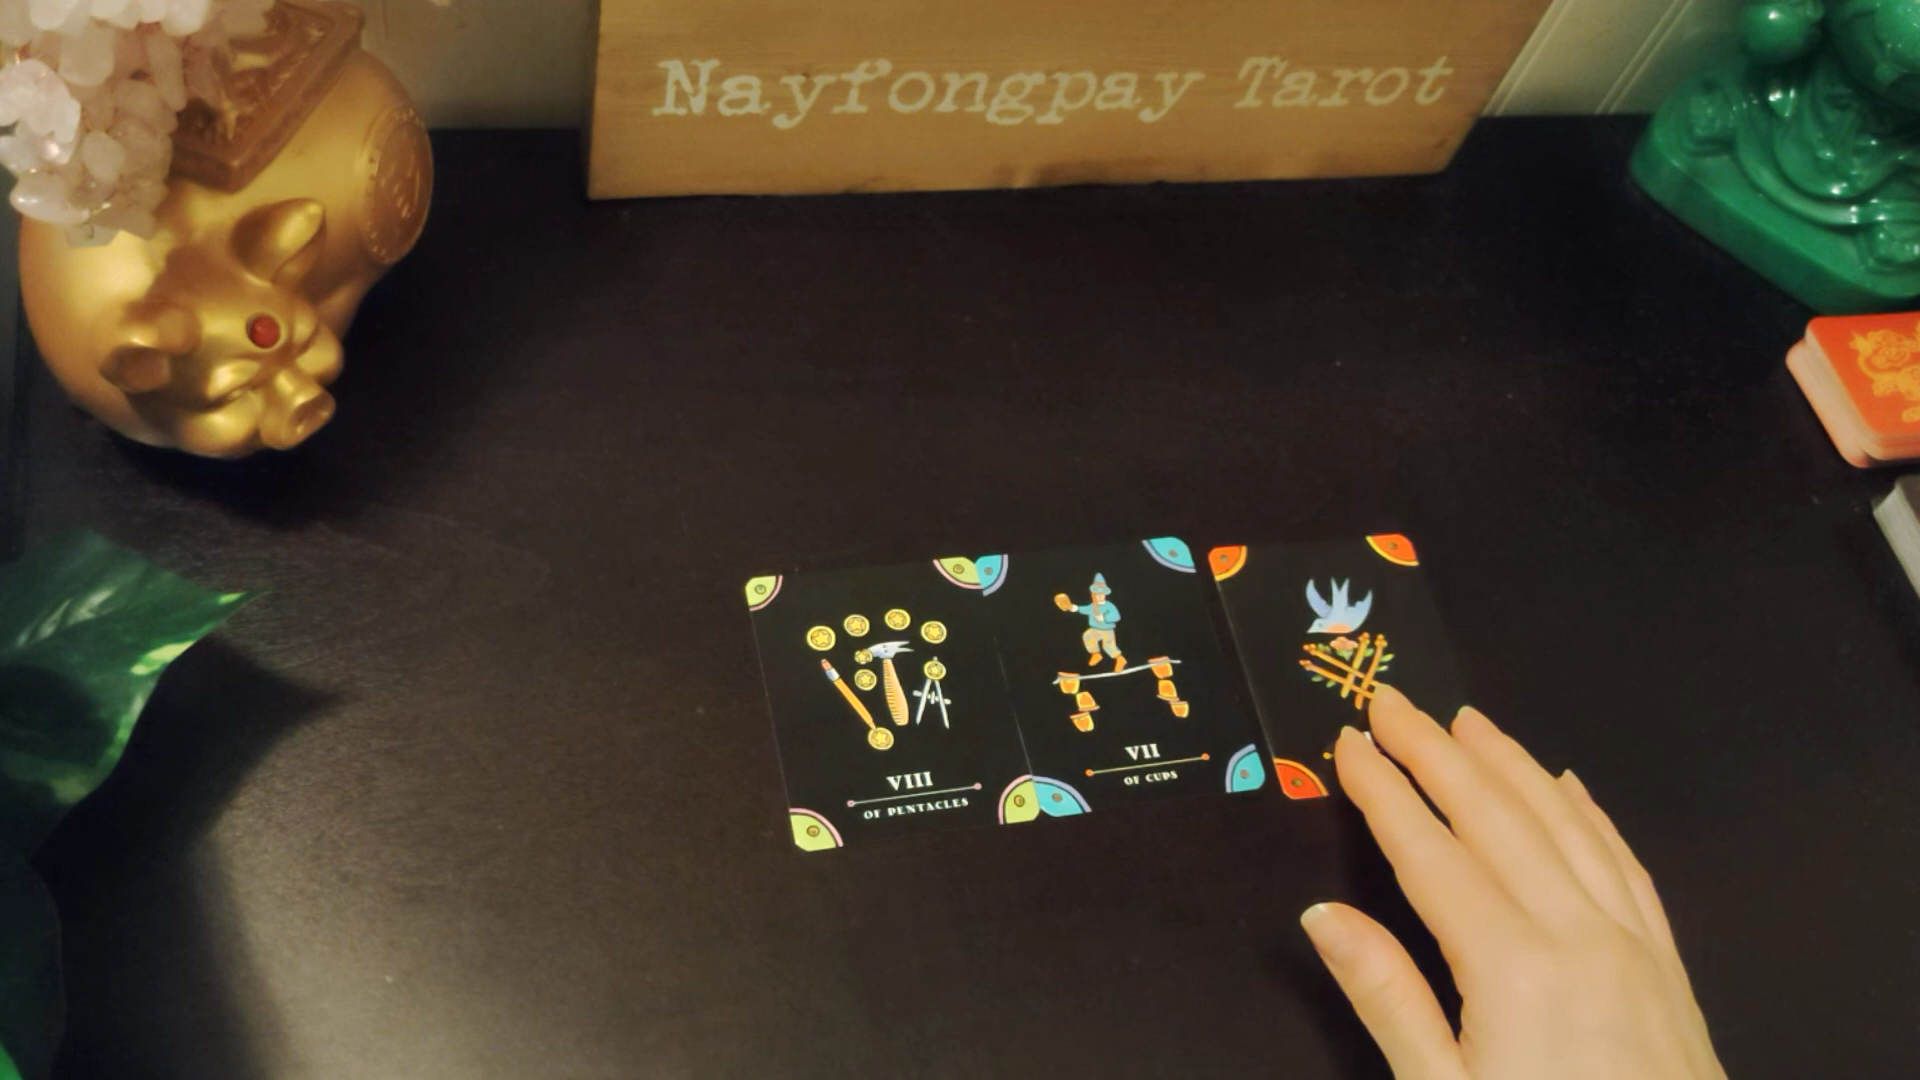 Nayfongpay Tarot
VIII
OF PENTACLES
VII
OF CUPS